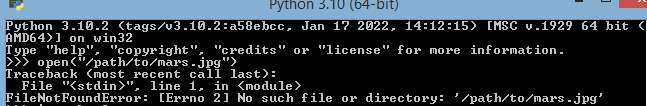 Python 3.10 (64-bit)
Python 3.10.2 (tags/v3.10.2:a58ebcc, Jan 17 2022, 14:12:15) [MSC v.1929 64 bit (
AMD64)] on win32
Type "help", "copyright", "credits" or "license" for more information.
>>> open("/path/to/mars.jpg")
Traceback (most recent call last):
  File "<stdin>", line 1, in <module>
FileNotFoundError: [Errno 2] No such file or directory: '/path/to/mars.jpg'